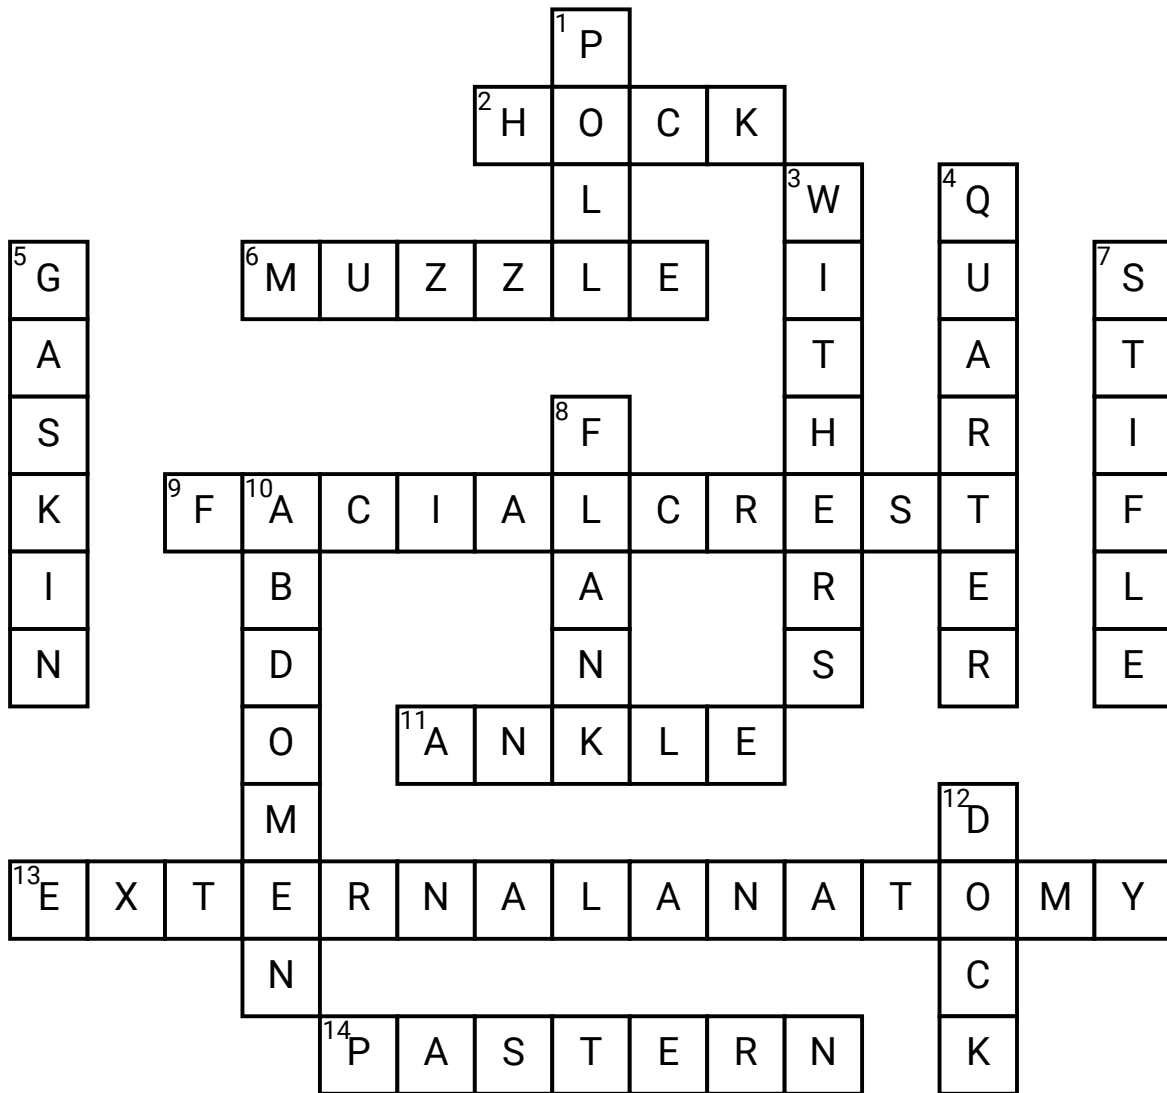 1 P
2 H O C K
L 3 W 4 Q
5 G 6 M U Z Z L E I U 7 S
A T A T
S 8 F H R I
K 9 F 10 A C I A L C R E S T F
I B A R E L
N D N S R E
O 11 A N K L E
M 12 D
13 E X T E R N A L A N A T O M Y
N C
14 P A S T E R N K